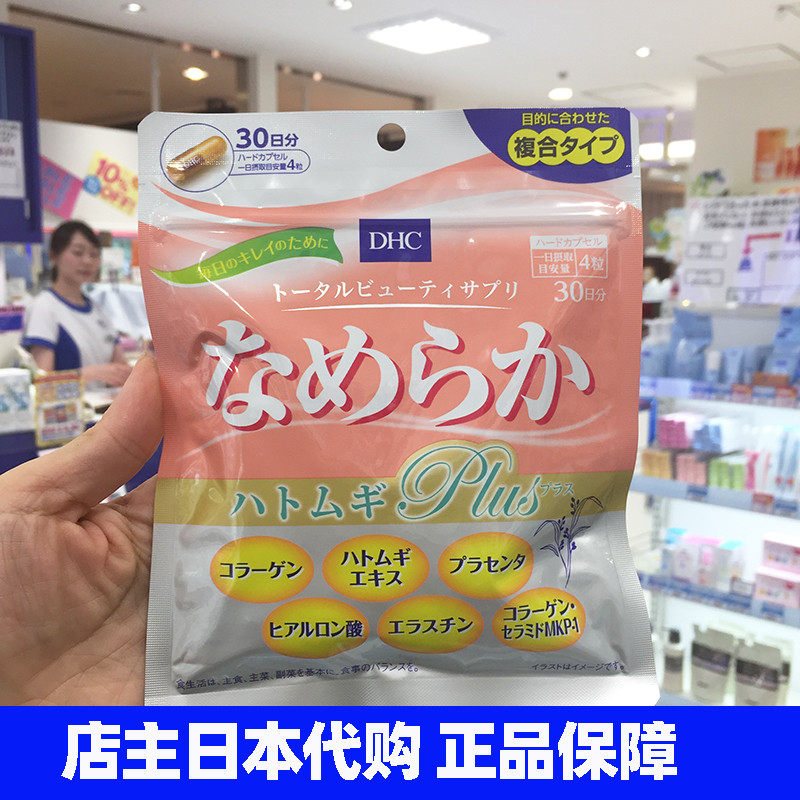 30日分
ハードカプセル
一日摂取目安量4粒
目的に合わせた
複合タイプ
10%
毎日のキレイのために
DHC
ハードカプセル
一日摂取目安量 4粒
30日分
トータルビューティサプリ
なめらか
ハトムギ Plus プラス
コラーゲン
ハトムギエキス
プラセンタ
ヒアルロン酸
エラスチン
コラーゲン・セラミドMKP-1
食生活は、主食、主菜、副菜を基本に、食事のバランスを。
イラストはイメージです。
店主日本代购 正品保障